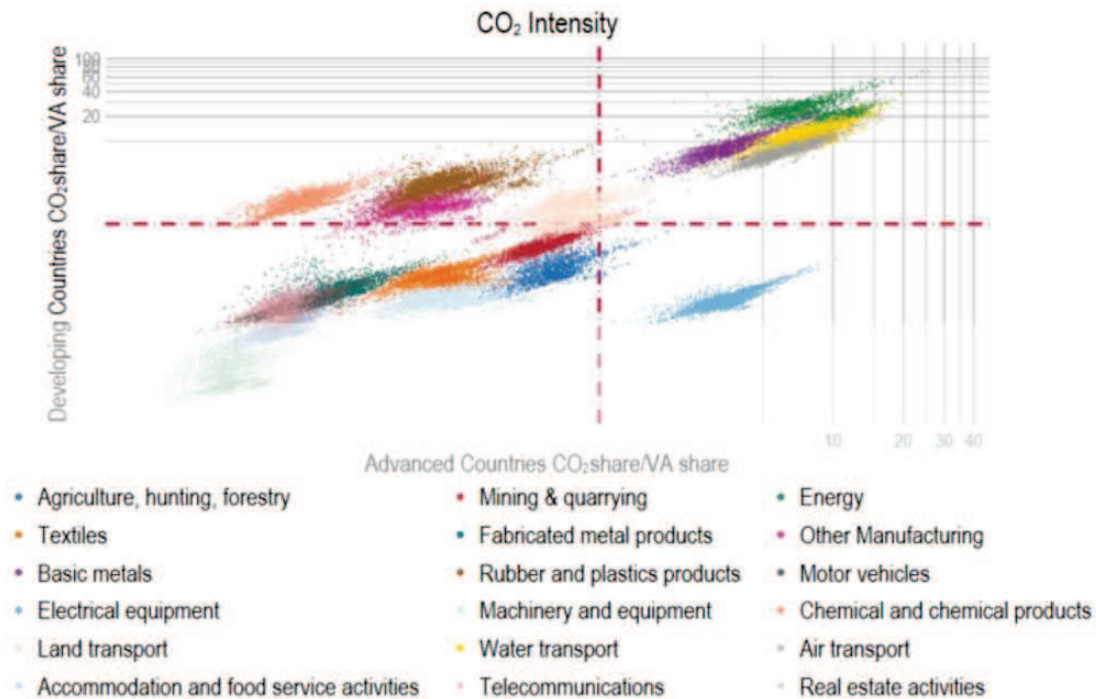 CO₂ Intensity
Developing Countries CO₂share/VA share
100
60
40
20
10 20 30 40
Advanced Countries CO₂share/VA share
Agriculture, hunting, forestry
Mining & quarrying
Energy
Textiles
Fabricated metal products
Other Manufacturing
Basic metals
Rubber and plastics products
Motor vehicles
Electrical equipment
Machinery and equipment
Chemical and chemical products
Land transport
Water transport
Air transport
Accommodation and food service activities
Telecommunications
Real estate activities